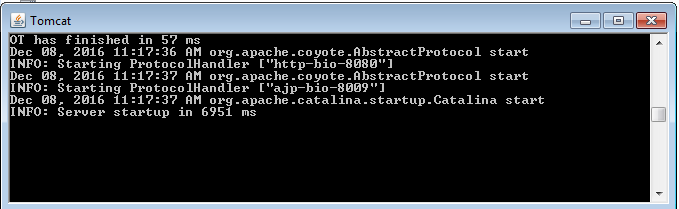 Tomcat
OT has finished in 57 ms
Dec 08, 2016 11:17:36 AM org.apache.coyote.AbstractProtocol start
INFO: Starting ProtocolHandler ["http-bio-8080"]
Dec 08, 2016 11:17:37 AM org.apache.coyote.AbstractProtocol start
INFO: Starting ProtocolHandler ["ajp-bio-8009"]
Dec 08, 2016 11:17:37 AM org.apache.catalina.startup.Catalina start
INFO: Server startup in 6951 ms